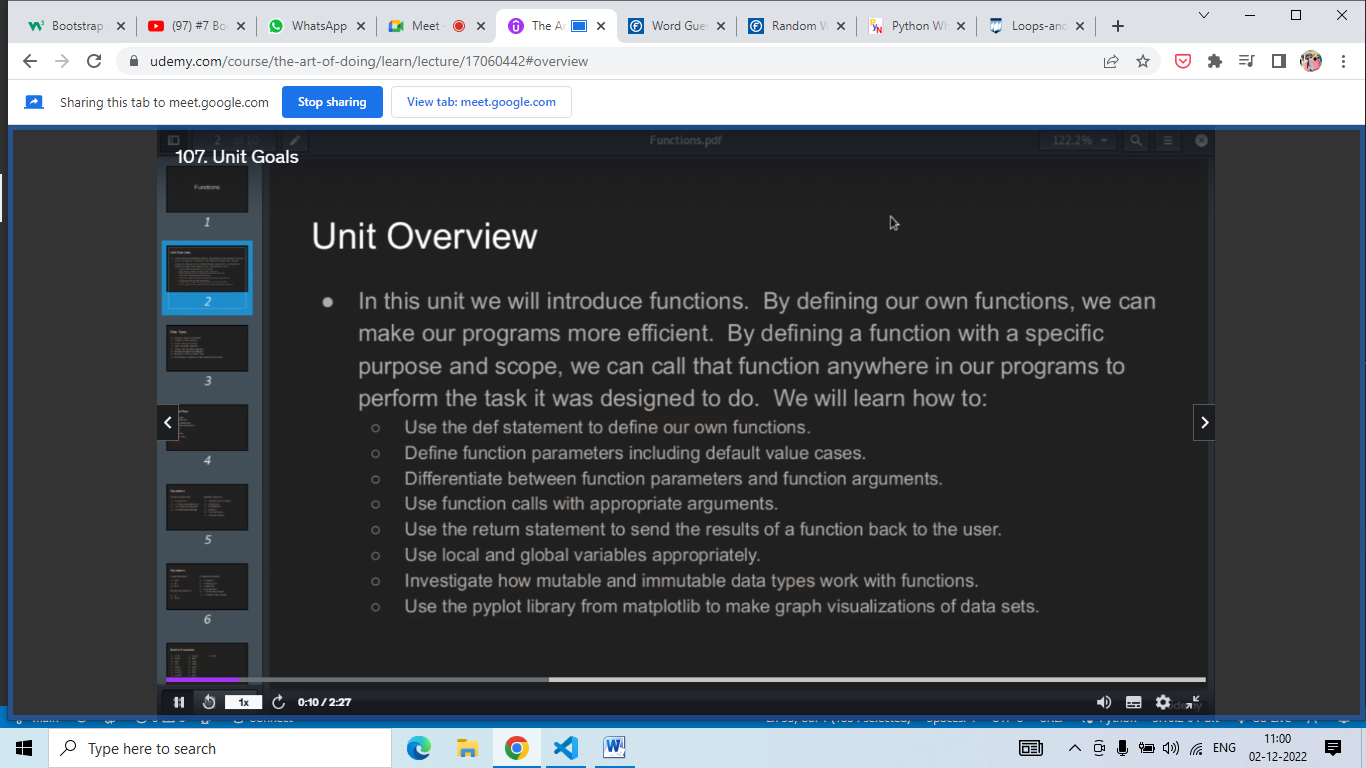 Bootstrap
(97) #7 Bo
WhatsApp
Meet -
The A
Word Gue
Random W
Python Wh
Loops-and
udemy.com/course/the-art-of-doing/learn/lecture/17060442#overview
Sharing this tab to meet.google.com
Stop sharing
View tab: meet.google.com
2 of 10
Functions.pdf
122.2%
107. Unit Goals
Functions
1
2
3
4
5
6
Unit Overview
● In this unit we will introduce functions. By defining our own functions, we can
make our programs more efficient. By defining a function with a specific
purpose and scope, we can call that function anywhere in our programs to
perform the task it was designed to do. We will learn how to:
○ Use the def statement to define our own functions.
○ Define function parameters including default value cases.
○ Differentiate between function parameters and function arguments.
○ Use function calls with appropriate arguments.
○ Use the return statement to send the results of a function back to the user.
○ Use local and global variables appropriately.
○ Investigate how mutable and immutable data types work with functions.
○ Use the pyplot library from matplotlib to make graph visualizations of data sets.
1x
0:10 / 2:27
Type here to search
ENG
11:00
02-12-2022